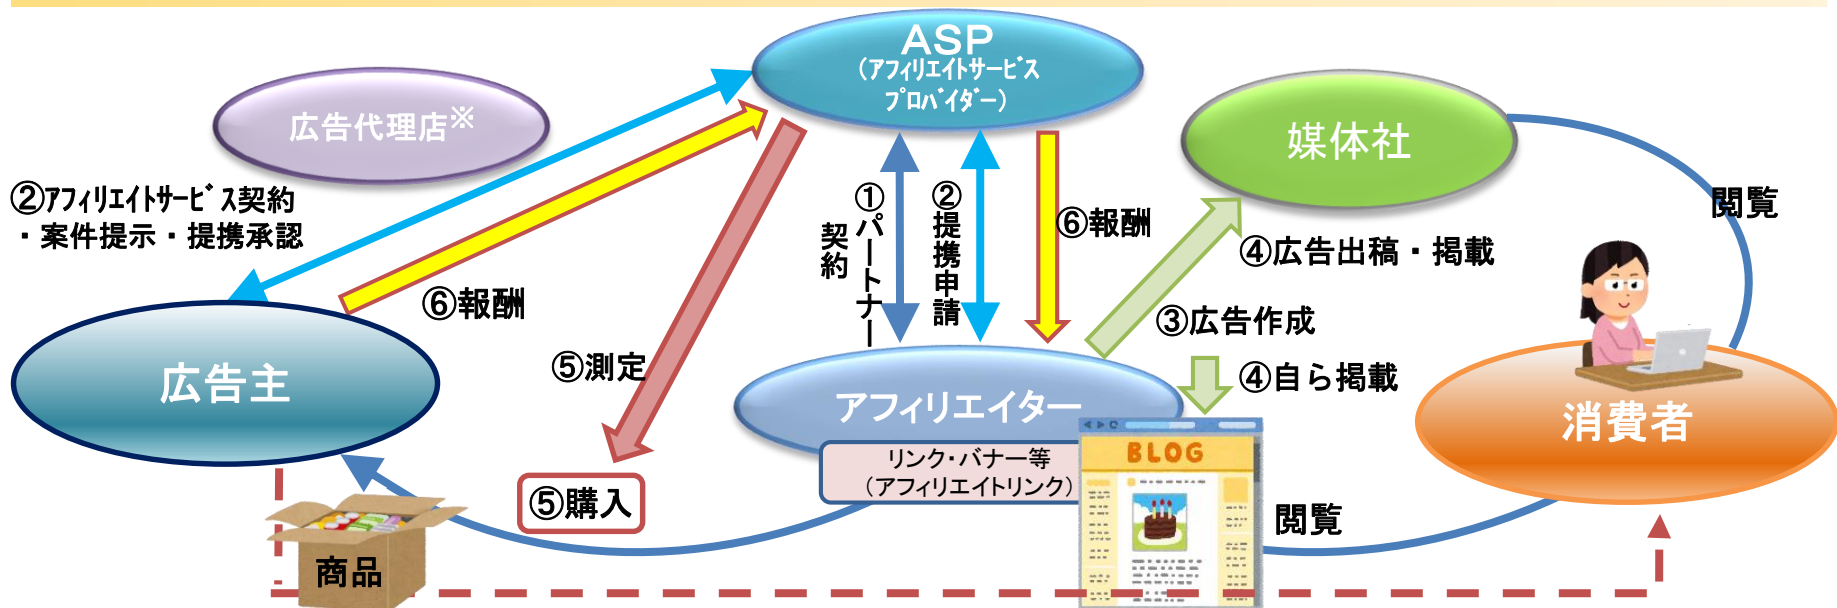 ASP
（アフィリエイトサービス
プロバイダー）
広告代理店※
媒体社
②アフィリエイトサービス契約
・案件提示・提携承認
①パートナー
契約
②提携申請
⑥報酬
閲覧
④広告出稿・掲載
⑥報酬
③広告作成
⑤測定
④自ら掲載
広告主
アフィリエイター
消費者
BLOG
リンク・バナー等
（アフィリエイトリンク）
⑤購入
閲覧
商品